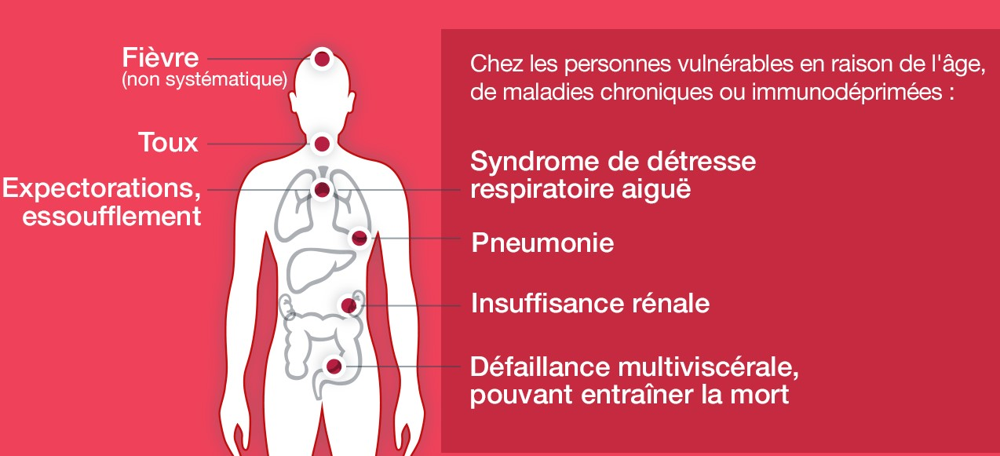 Fièvre
(non systématique)
Toux
Expectorations,
essoufflement
Chez les personnes vulnérables en raison de l'âge,
de maladies chroniques ou immunodéprimées :
Syndrome de détresse
respiratoire aiguë
Pneumonie
Insuffisance rénale
Défaillance multiviscérale,
pouvant entraîner la mort